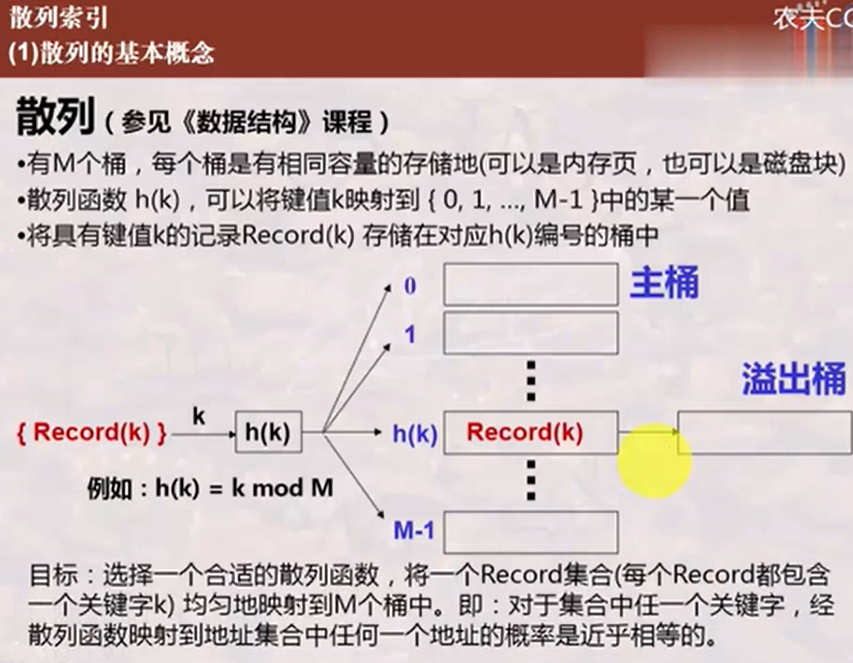 散列索引
农夫CC
(1)散列的基本概念
散列 ( 参见《数据结构》课程 )
•有M个桶，每个桶是有相同容量的存储地(可以是内存页，也可以是磁盘块)
•散列函数 h(k)，可以将键值k映射到 { 0, 1, ..., M-1 }中的某一个值
•将具有键值k的记录Record(k) 存储在对应h(k)编号的桶中
0
主桶
1
溢出桶
{ Record(k) }
k
h(k)
h(k)
Record(k)
例如：h(k) = k mod M
M-1
目标：选择一个合适的散列函数，将一个Record集合(每个Record都包含
一个关键字k) 均匀地映射到M个桶中。即：对于集合中任一个关键字，经
散列函数映射到地址集合中任何一个地址的概率是近乎相等的。